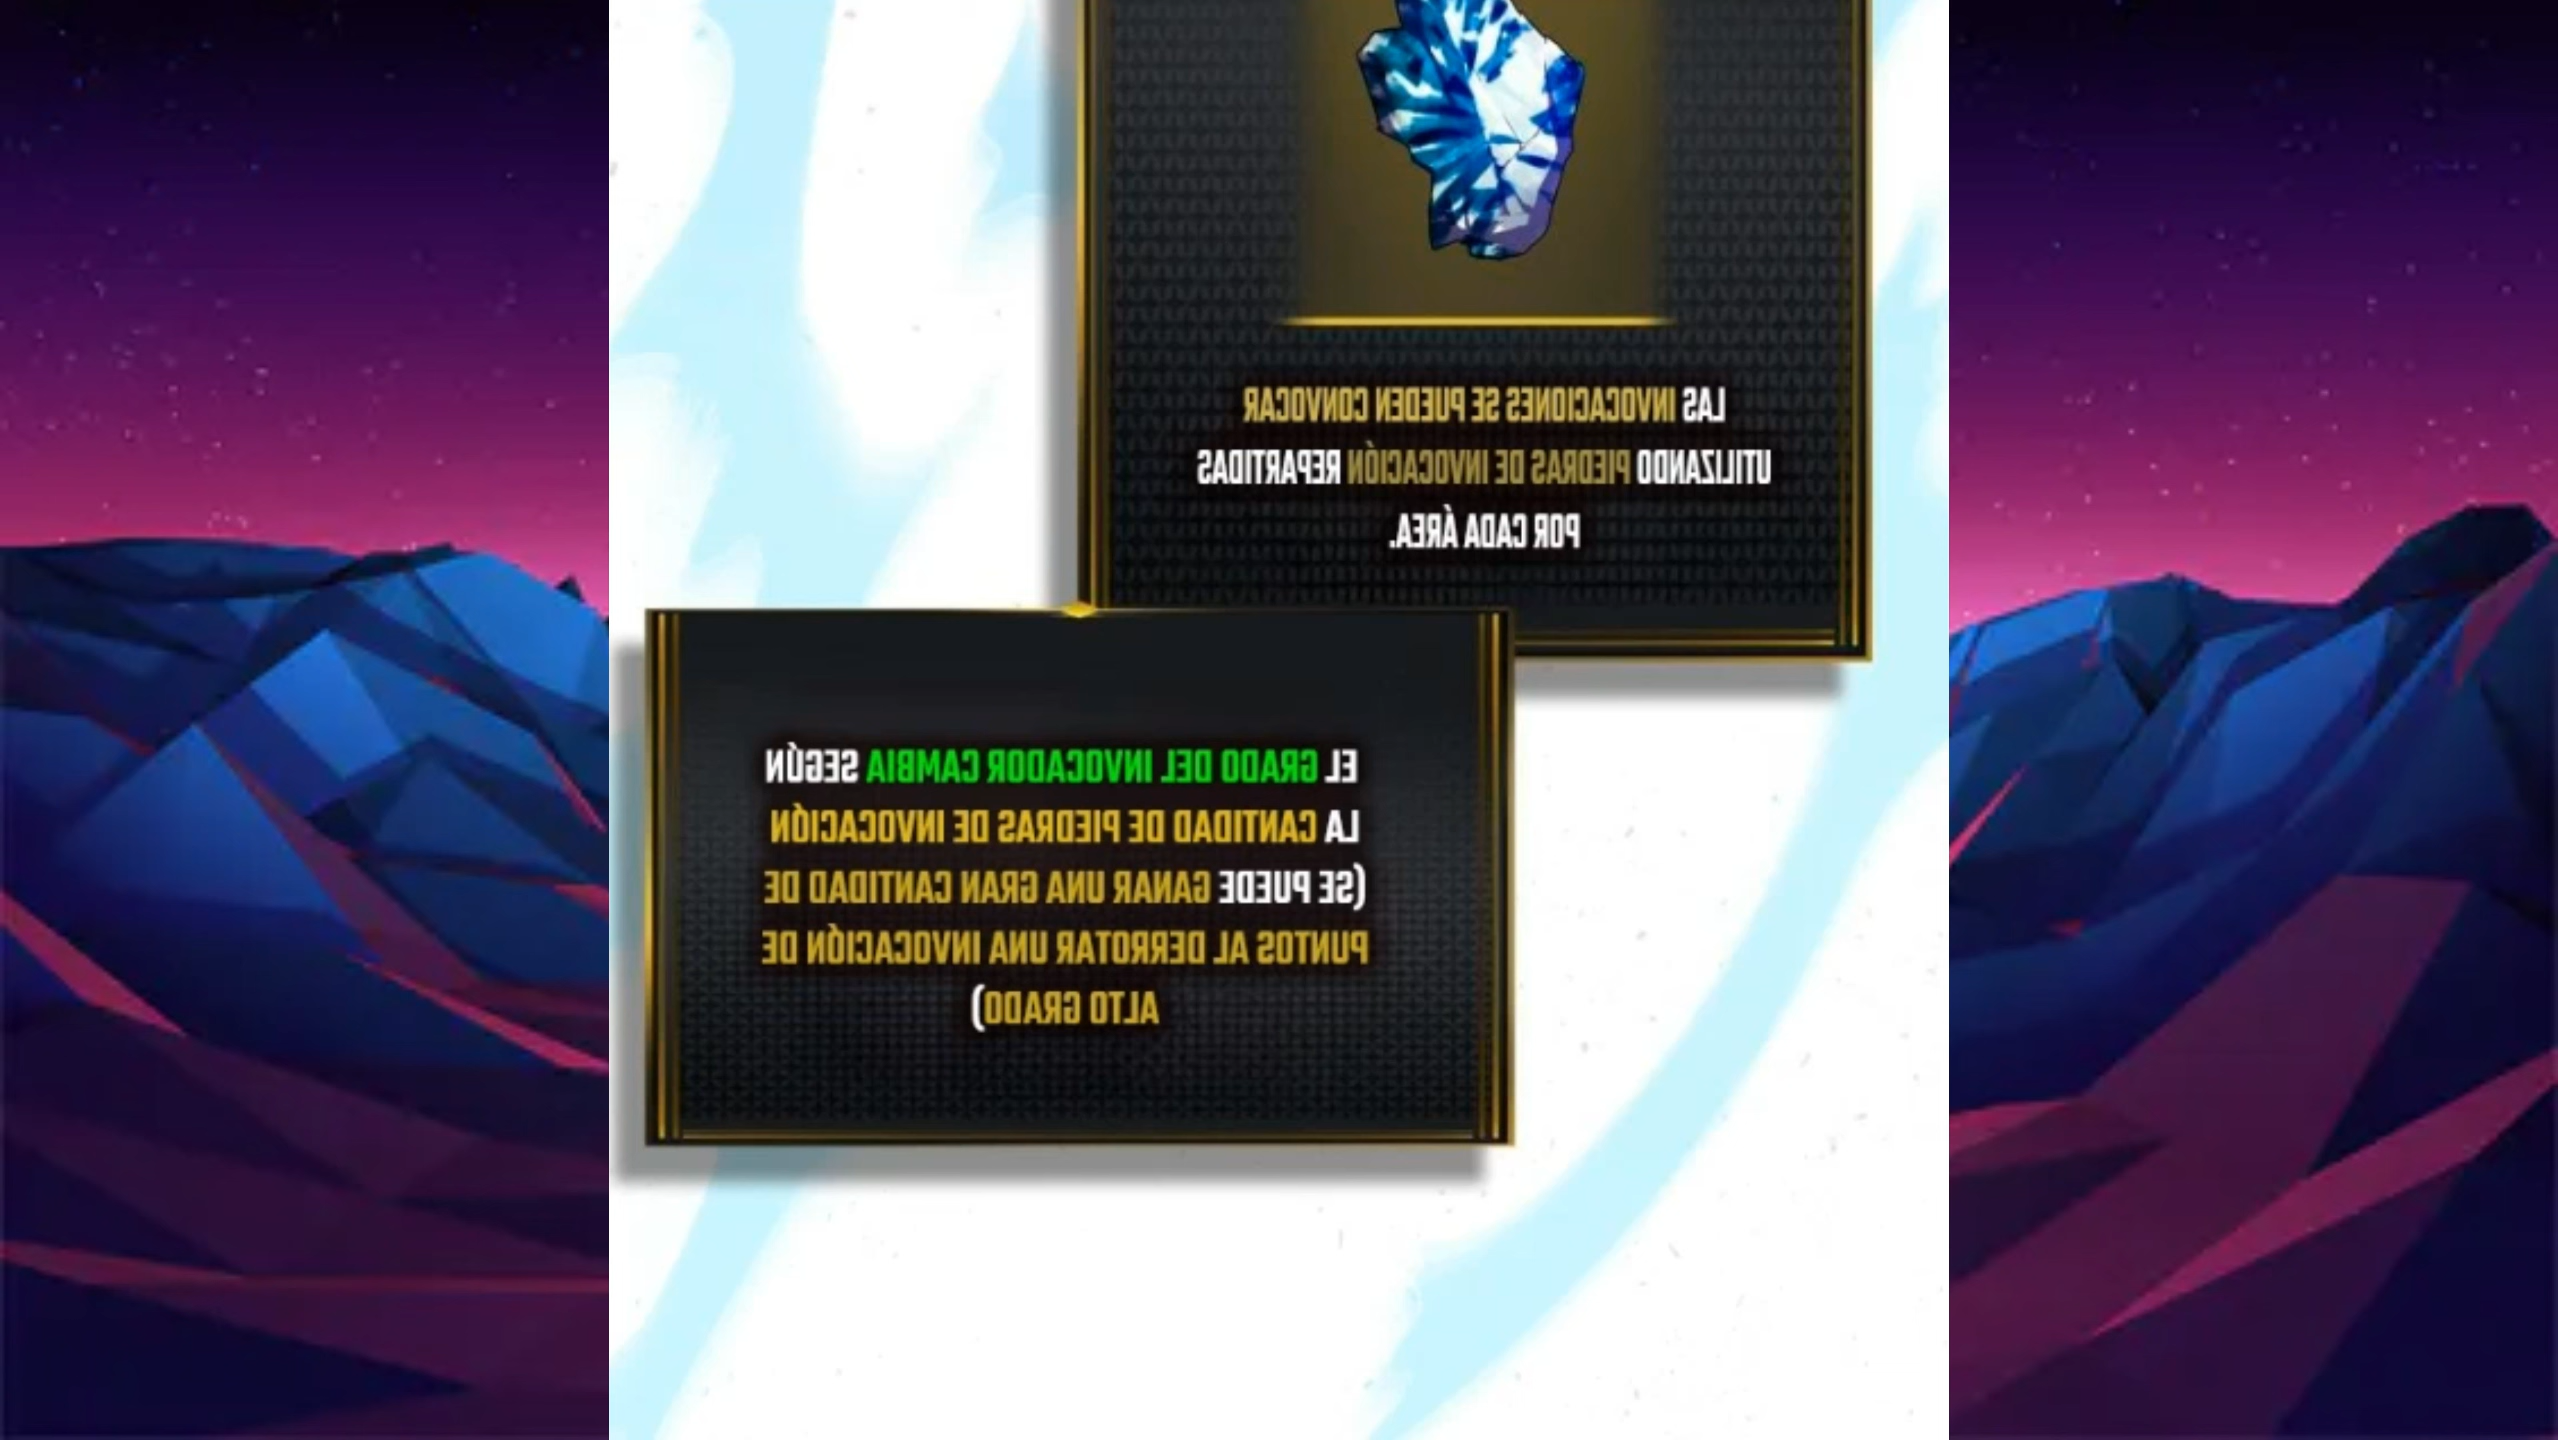 LAS INVOCACIONES SE PUEDEN CONVOCAR
UTILIZANDO PIEDRAS DE INVOCACIÓN REPARTIDAS
POR CADA ÁREA.
EL GRADO DEL INVOCADOR CAMBIA SEGÚN
LA CANTIDAD DE PIEDRAS DE INVOCACIÓN
(SE PUEDE GANAR UNA GRAN CANTIDAD DE
PUNTOS AL DERROTAR UNA INVOCACIÓN DE
ALTO GRADO)